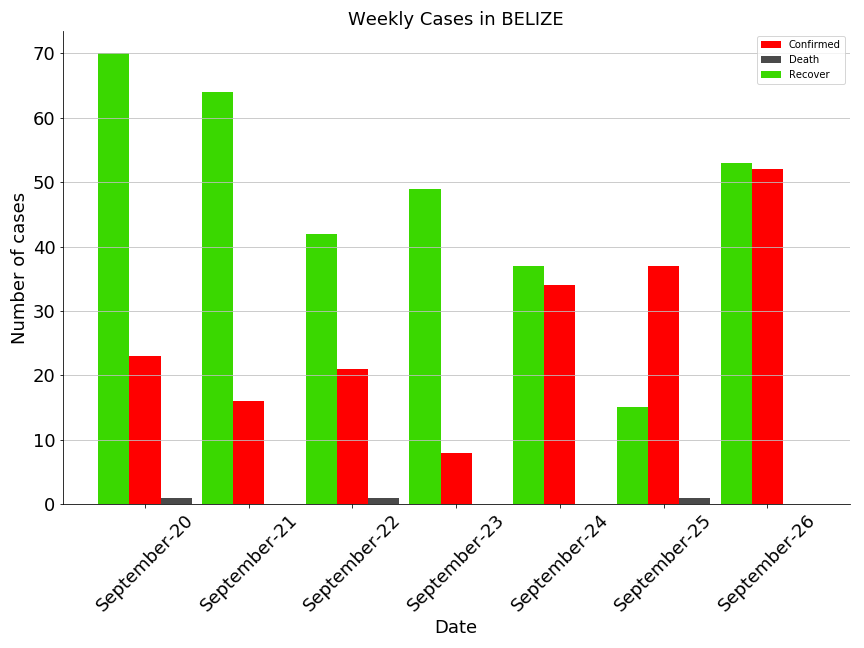 Weekly Cases in BELIZE
Confirmed
Death
Recover
Number of cases
70
60
50
40
30
20
10
0
September-20
September-21
September-22
September-23
September-24
September-25
September-26
Date